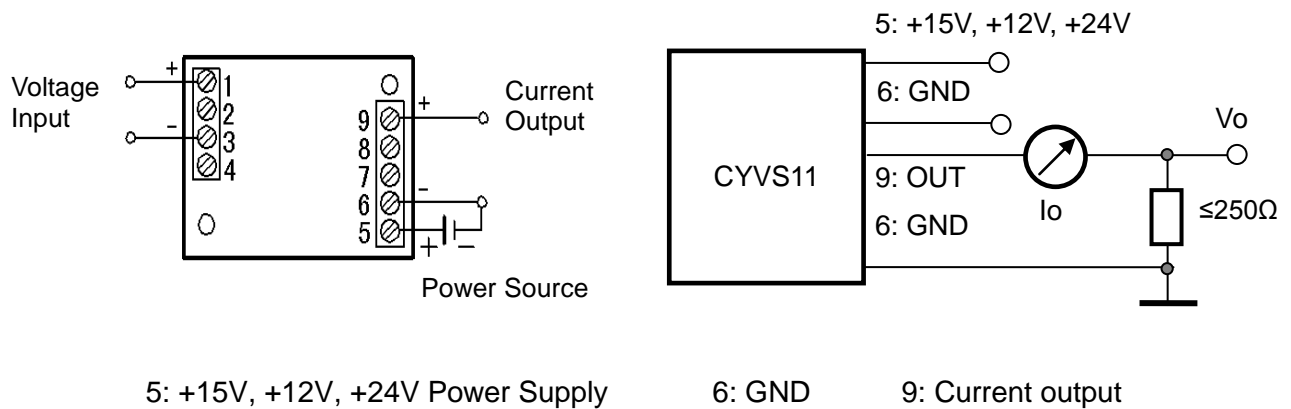 Voltage
Input
+
-
1
2
3
4
9
8
7
6
5
+
-
+ -
Current
Output
Power Source
5: +15V, +12V, +24V
6: GND
CYVS11
9: OUT
6: GND
Io
Vo
≤250Ω
5: +15V, +12V, +24V Power Supply 6: GND 9: Current output